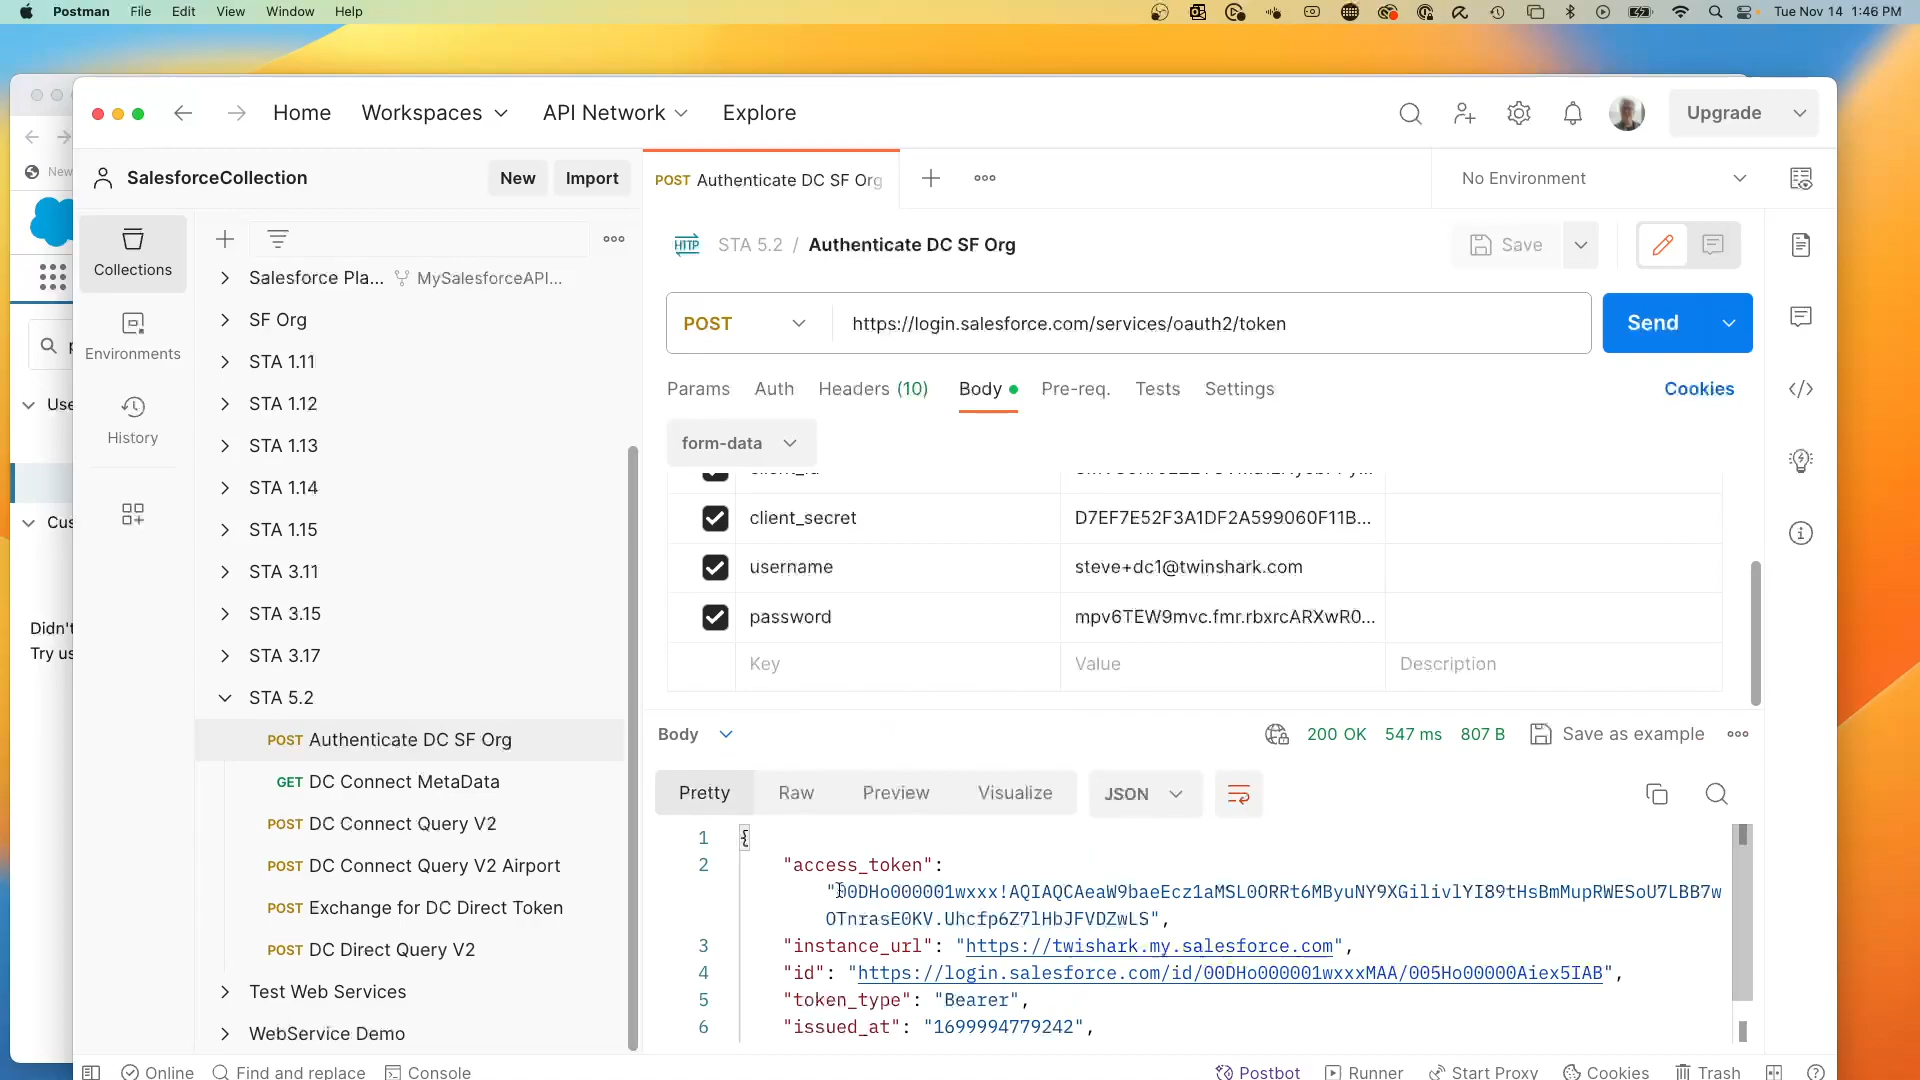 Postman File Edit View Window Help Tue Nov 14 1:46 PM
Home Workspaces API Network Explore Upgrade
New
SalesforceCollection New Import
POST Authenticate DC SF Org No Environment
Collections
Environments
History
Use
Cus
Didn't
Try us
Salesforce Pla... MySalesforceAPI...
SF Org
STA 1.11
STA 1.12
STA 1.13
STA 1.14
STA 1.15
STA 3.11
STA 3.15
STA 3.17
STA 5.2
POST Authenticate DC SF Org
GET DC Connect MetaData
POST DC Connect Query V2
POST DC Connect Query V2 Airport
POST Exchange for DC Direct Token
POST DC Direct Query V2
Test Web Services
WebService Demo
HTTP STA 5.2 / Authenticate DC SF Org Save
POST https://login.salesforce.com/services/oauth2/token Send
Params Auth Headers (10) Body Pre-req. Tests Settings Cookies
form-data
client_secret D7EF7E52F3A1DF2A599060F11B...
username steve+dc1@twinshark.com
password mpv6TEW9mvc.fmr.rbxrcARXwR0...
Key Value Description
Body 200 OK 547 ms 807 B Save as example
Pretty Raw Preview Visualize JSON
1 {
2 "access_token":
"00DHo000001wxxx!AQIAQCAeaW9baeEcz1aMSL0ORRt6MByuNY9XGilivlYI89tHsBmMupRWESoU7LBB7w
OTnrasE0KV.Uhcfp6Z7lHbJFVDZwLS",
3 "instance_url": "https://twishark.my.salesforce.com",
4 "id": "https://login.salesforce.com/id/00DHo000001wxxxMAA/005Ho00000Aiex5IAB",
5 "token_type": "Bearer",
6 "issued_at": "1699994779242",
Online Find and replace Console Postbot Runner Start Proxy Cookies Trash